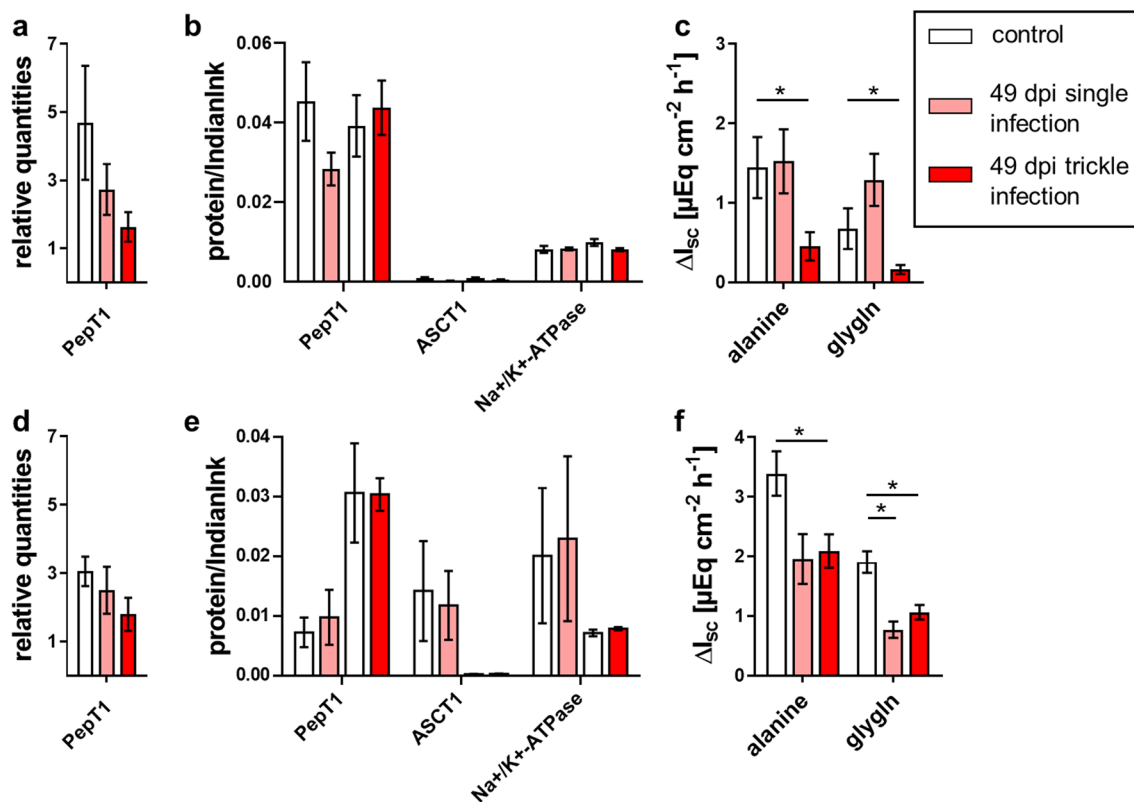 a
7
5
3
1
relative quantities
PepT1
b
0.06
0.04
0.02
0.00
protein/IndianInk
PepT1
ASCT1
Na+/K+-ATPase
c
3
2
1
0
ΔISC [µEq cm-2 h-1]
*
*
alanine
glygln
control
49 dpi single
infection
49 dpi trickle
infection
d
7
5
3
1
relative quantities
PepT1
e
0.04
0.03
0.02
0.01
0.00
protein/IndianInk
PepT1
ASCT1
Na+/K+-ATPase
f
4
3
2
1
0
ΔISC [µEq cm-2 h-1]
*
*
*
alanine
glygln